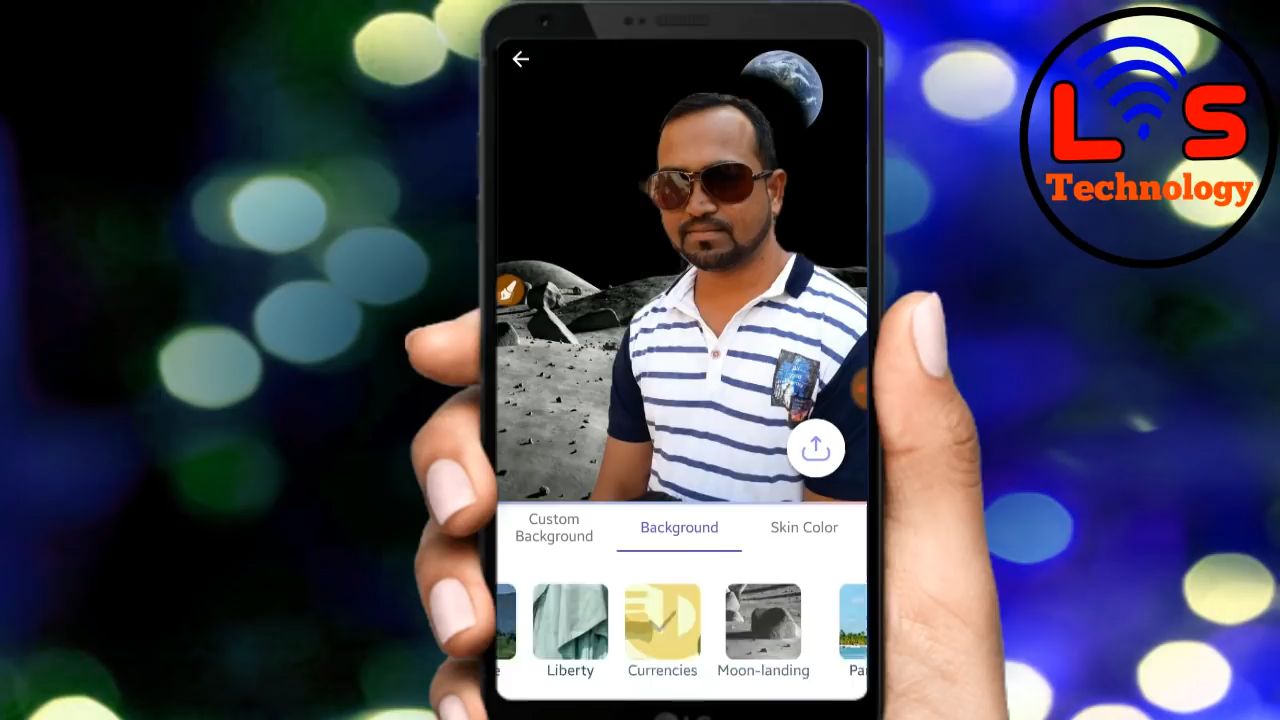 L S
Technology
Custom
Background
Background
Skin Color
Liberty
Currencies
Moon-landing